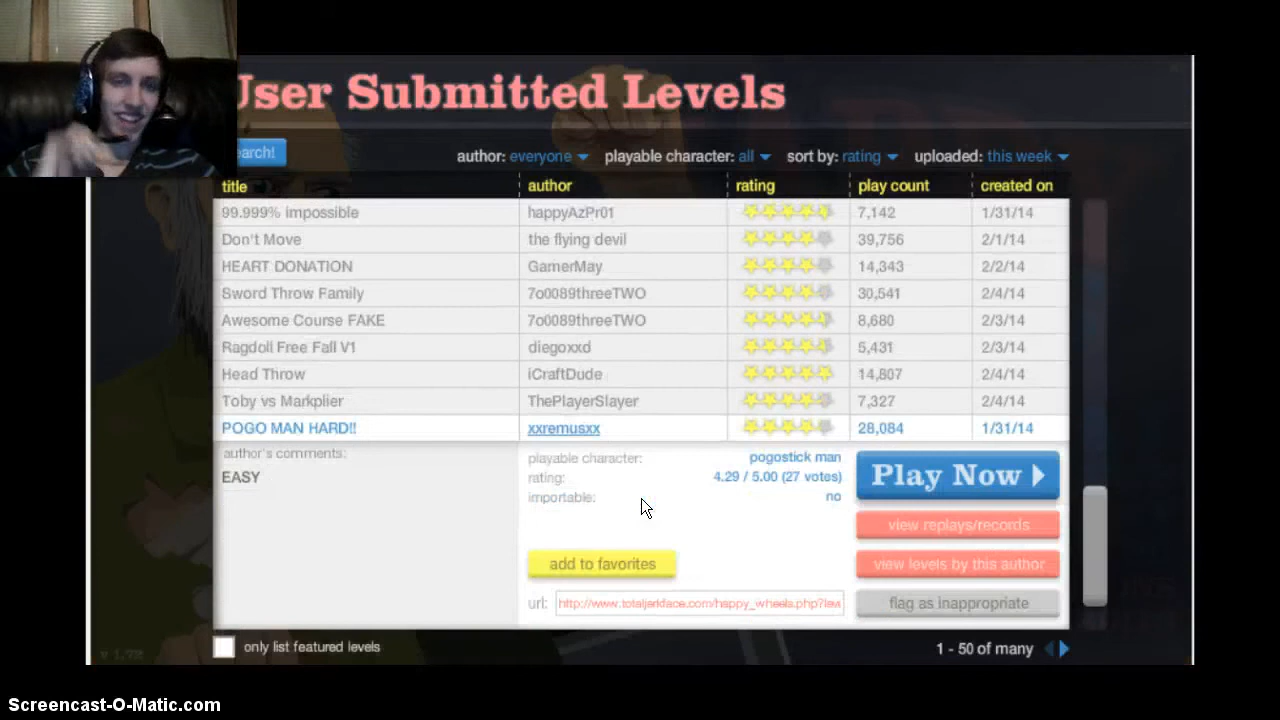 User Submitted Levels
earch! author: everyone playable character: all sort by: rating uploaded: this week
title author rating play count created on
99.999% impossible happyAzPr01 7,142 1/31/14
Don't Move the flying devil 39,756 2/1/14
HEART DONATION GamerMay 14,343 2/2/14
Sword Throw Family 7o0089threeTWO 30,541 2/4/14
Awesome Course FAKE 7o0089threeTWO 8,680 2/3/14
Ragdoll Free Fall V1 diegoxxd 5,431 2/3/14
Head Throw iCraftDude 14,807 2/4/14
Toby vs Markplier ThePlayerSlayer 7,327 2/4/14
POGO MAN HARD!! xxremusxx 28,084 1/31/14
author's comments:
EASY
playable character: pogostick man
rating: 4.29 / 5.00 (27 votes)
importable: no
Play Now
view replays/records
add to favorites
view levels by this author
url: http://www.totaljerkface.com/happy_wheels.php?lev
flag as inappropriate
only list featured levels
1 - 50 of many
v 1.72
Screencast-O-Matic.com